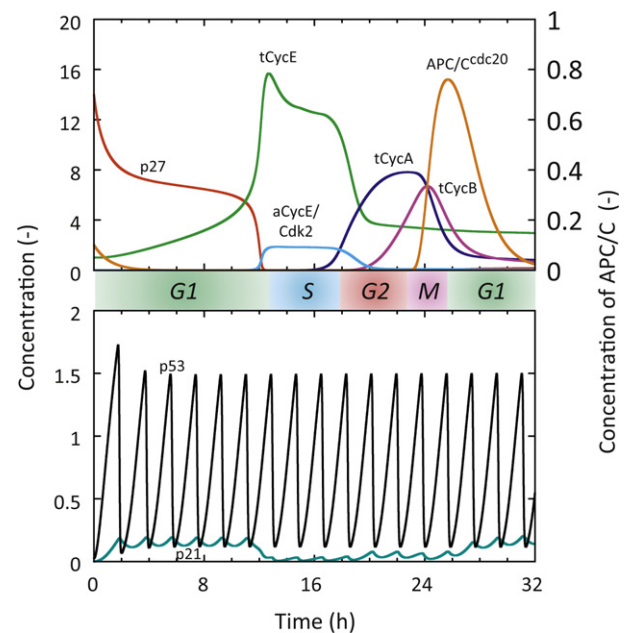 20
16
12
8
4
0
1
0.8
0.6
0.4
0.2
0
Concentration (-)
Concentration of APC/C (-)
tCycE
APC/Ccdc20
p27
tCycA
tCycB
aCycE/
Cdk2
G1
S
G2
M
G1
2
1.5
1
0.5
0
p53
p21
0
8
16
24
32
Time (h)